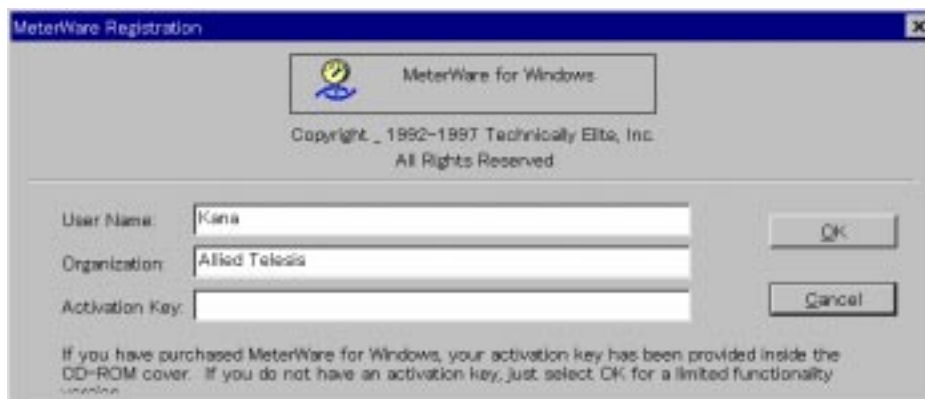 MeterWare Registration
MeterWare for Windows
Copyright _ 1992-1997 Technically Elite, Inc.
All Rights Reserved
User Name: Kana
OK
Organization: Allied Telesis
Activation Key:
Cancel
If you have purchased MeterWare for Windows, your activation key has been provided inside the
CD-ROM cover. If you do not have an activation key, just select OK for a limited functionality